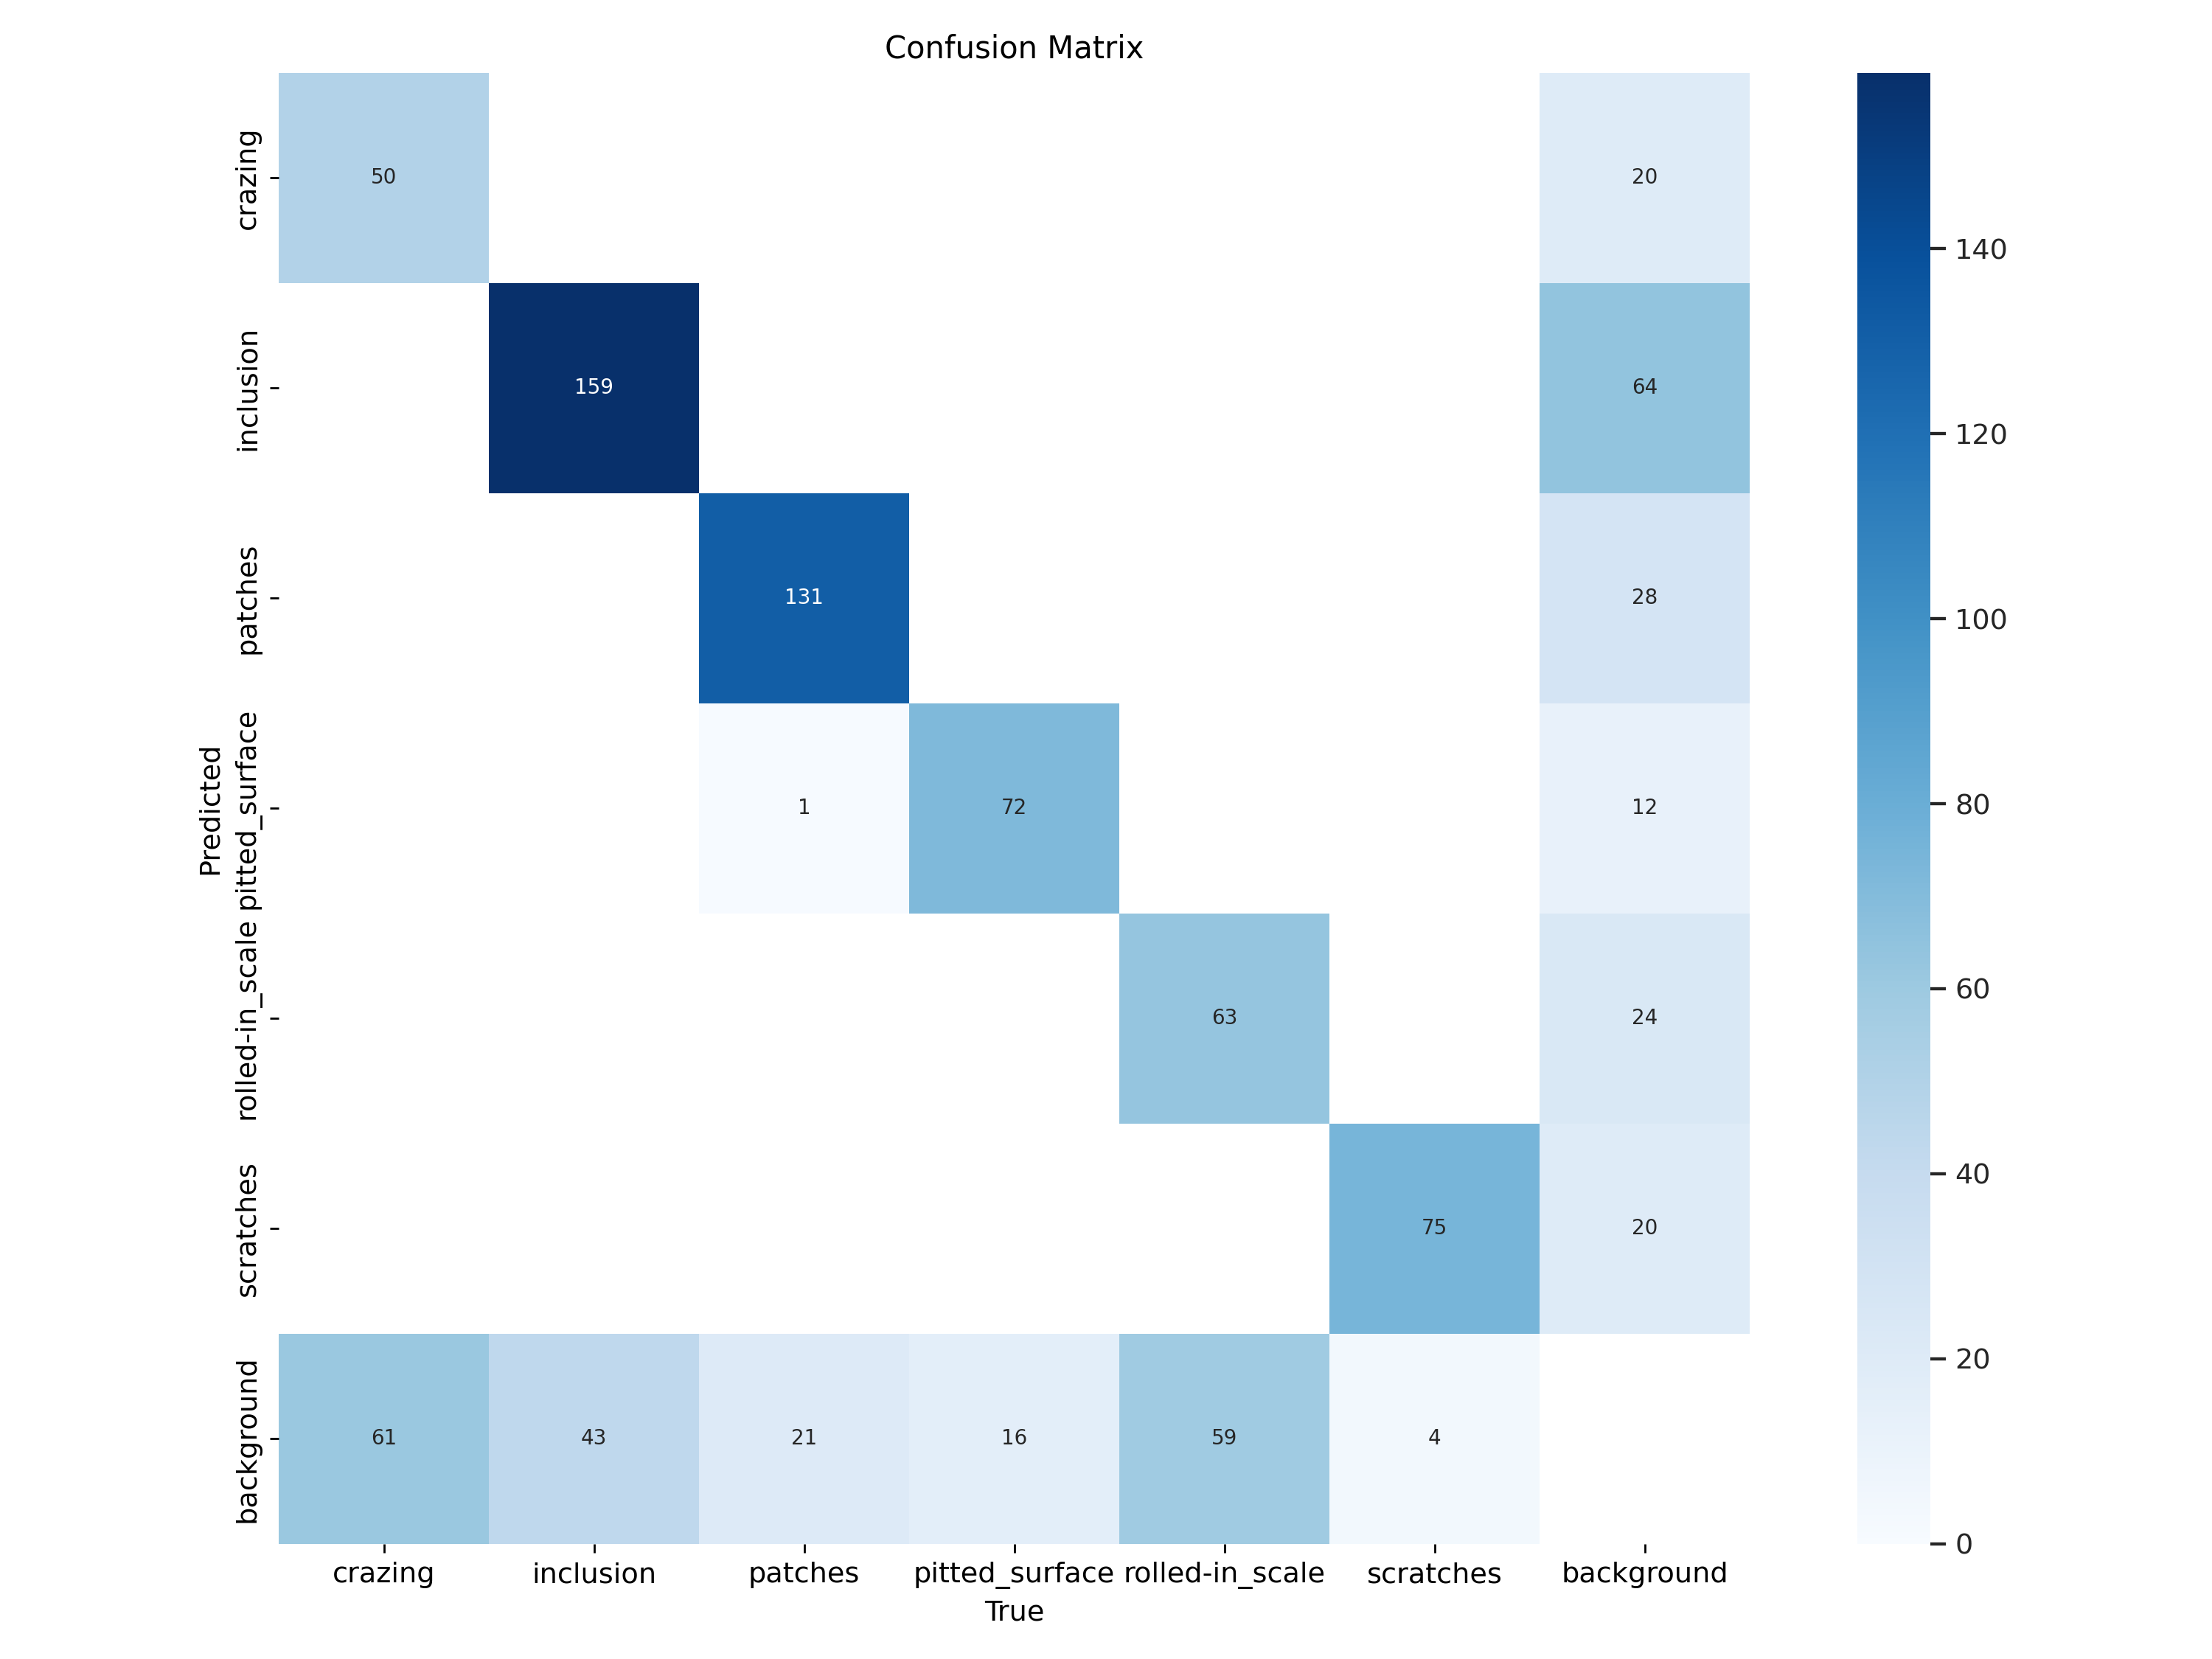 Confusion Matrix
crazing
50
20
inclusion
159
64
patches
131
28
pitted_surface
1
72
12
rolled-in_scale
63
24
scratches
75
20
background
61
43
21
16
59
4
Predicted
crazing
inclusion
patches
pitted_surface
rolled-in_scale
scratches
background
True
140
120
100
80
60
40
20
0